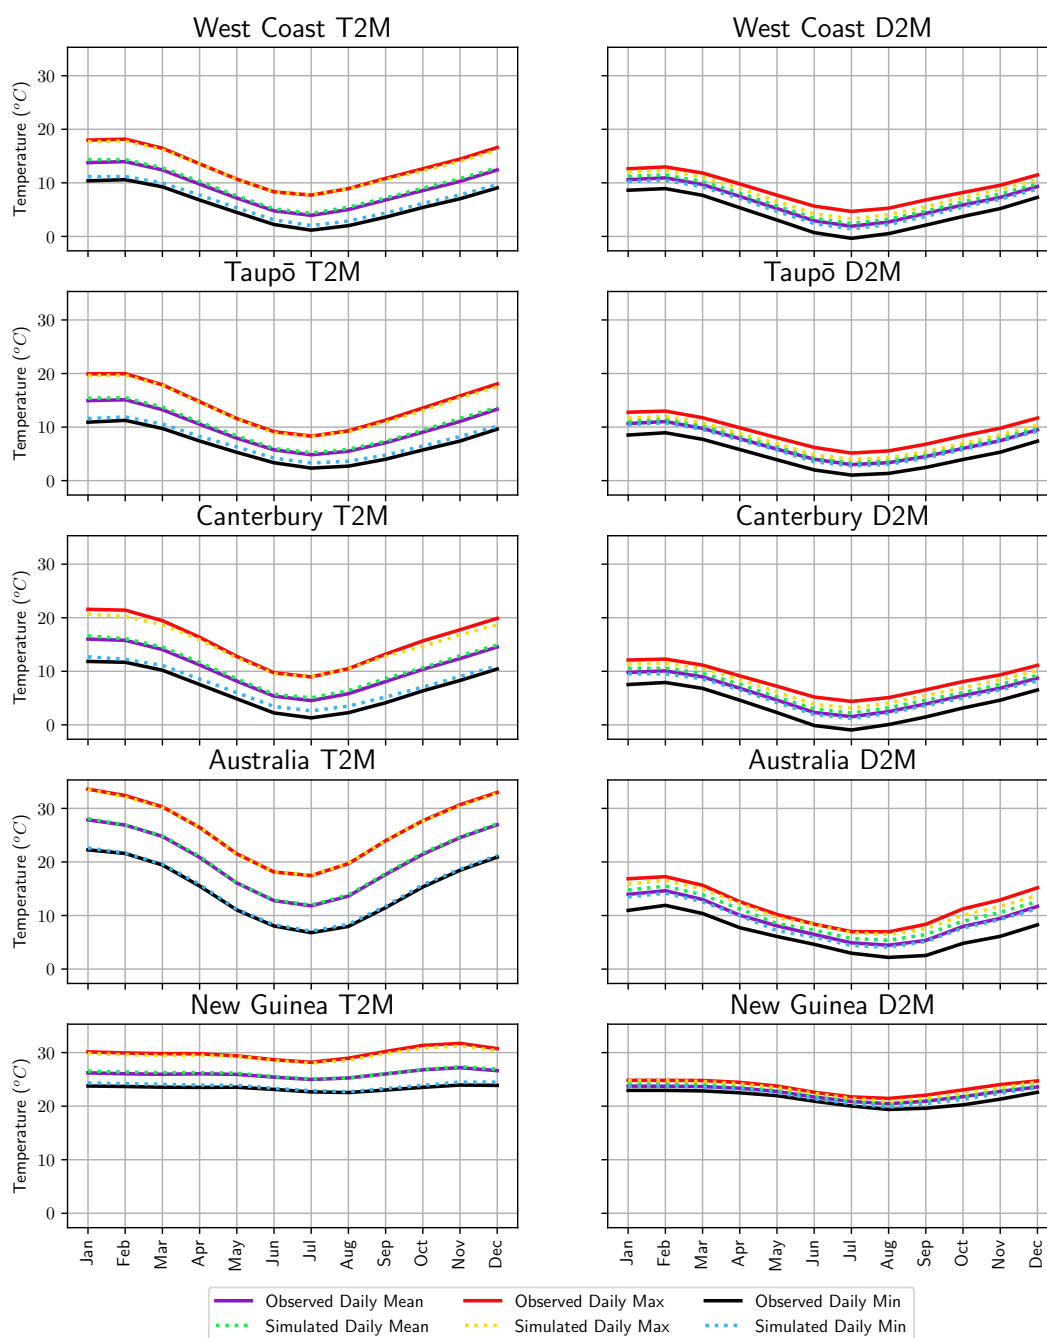 West Coast T2M
West Coast D2M
Temperature (°C)
30
20
10
0
Taupō T2M
Taupō D2M
Temperature (°C)
30
20
10
0
Canterbury T2M
Canterbury D2M
Temperature (°C)
30
20
10
0
Australia T2M
Australia D2M
Temperature (°C)
30
20
10
0
New Guinea T2M
New Guinea D2M
Temperature (°C)
30
20
10
0
Jan Feb Mar Apr May Jun Jul Aug Sep Oct Nov Dec
Jan Feb Mar Apr May Jun Jul Aug Sep Oct Nov Dec
Observed Daily Mean Observed Daily Max Observed Daily Min
Simulated Daily Mean Simulated Daily Max Simulated Daily Min